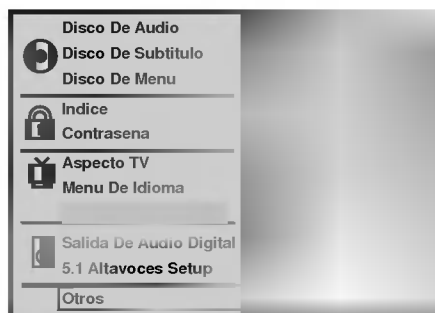 Disco De Audio
Disco De Subtitulo
Disco De Menu
Indice
Contrasena
Aspecto TV
Menu De Idioma
Salida De Audio Digital
5.1 Altavoces Setup
Otros